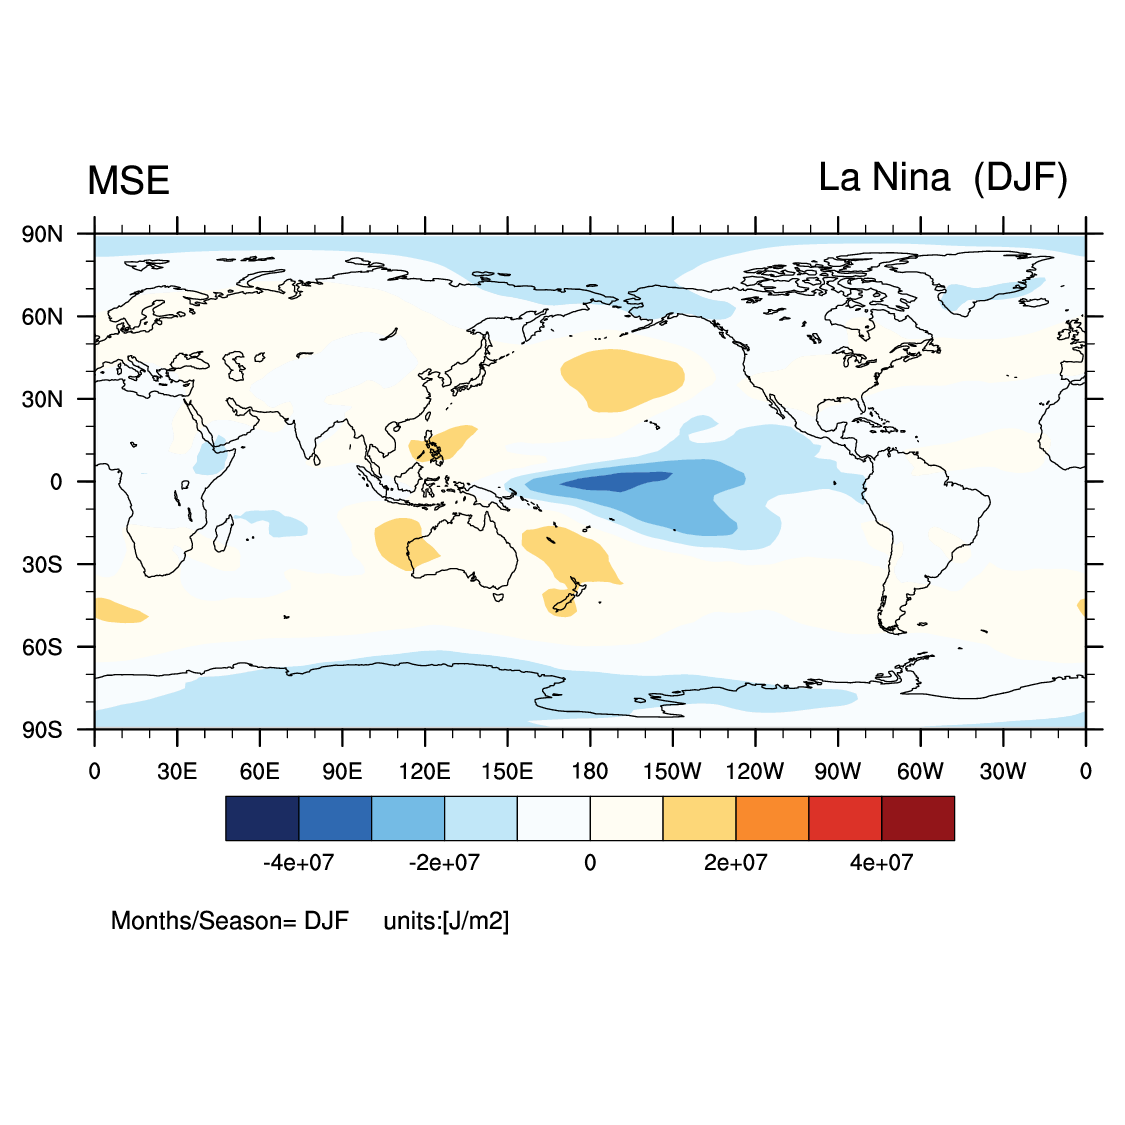 MSE La Nina (DJF)
90N
60N
30N
0
30S
60S
90S
0 30E 60E 90E 120E 150E 180 150W 120W 90W 60W 30W 0
-4e+07 -2e+07 0 2e+07 4e+07
Months/Season= DJF units:[J/m2]